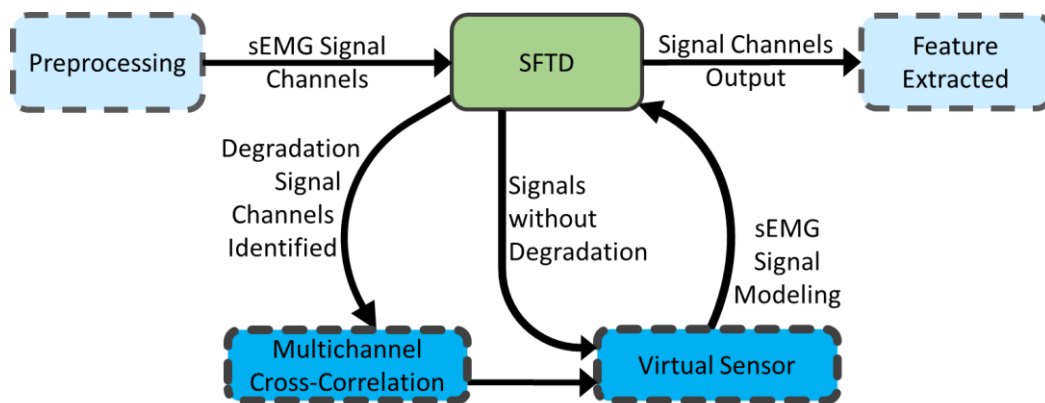 Preprocessing
sEMG Signal
Channels
SFTD
Signal Channels
Output
Feature
Extracted
Degradation
Signal
Channels
Identified
Signals
without
Degradation
sEMG
Signal
Modeling
Multichannel
Cross-Correlation
Virtual Sensor